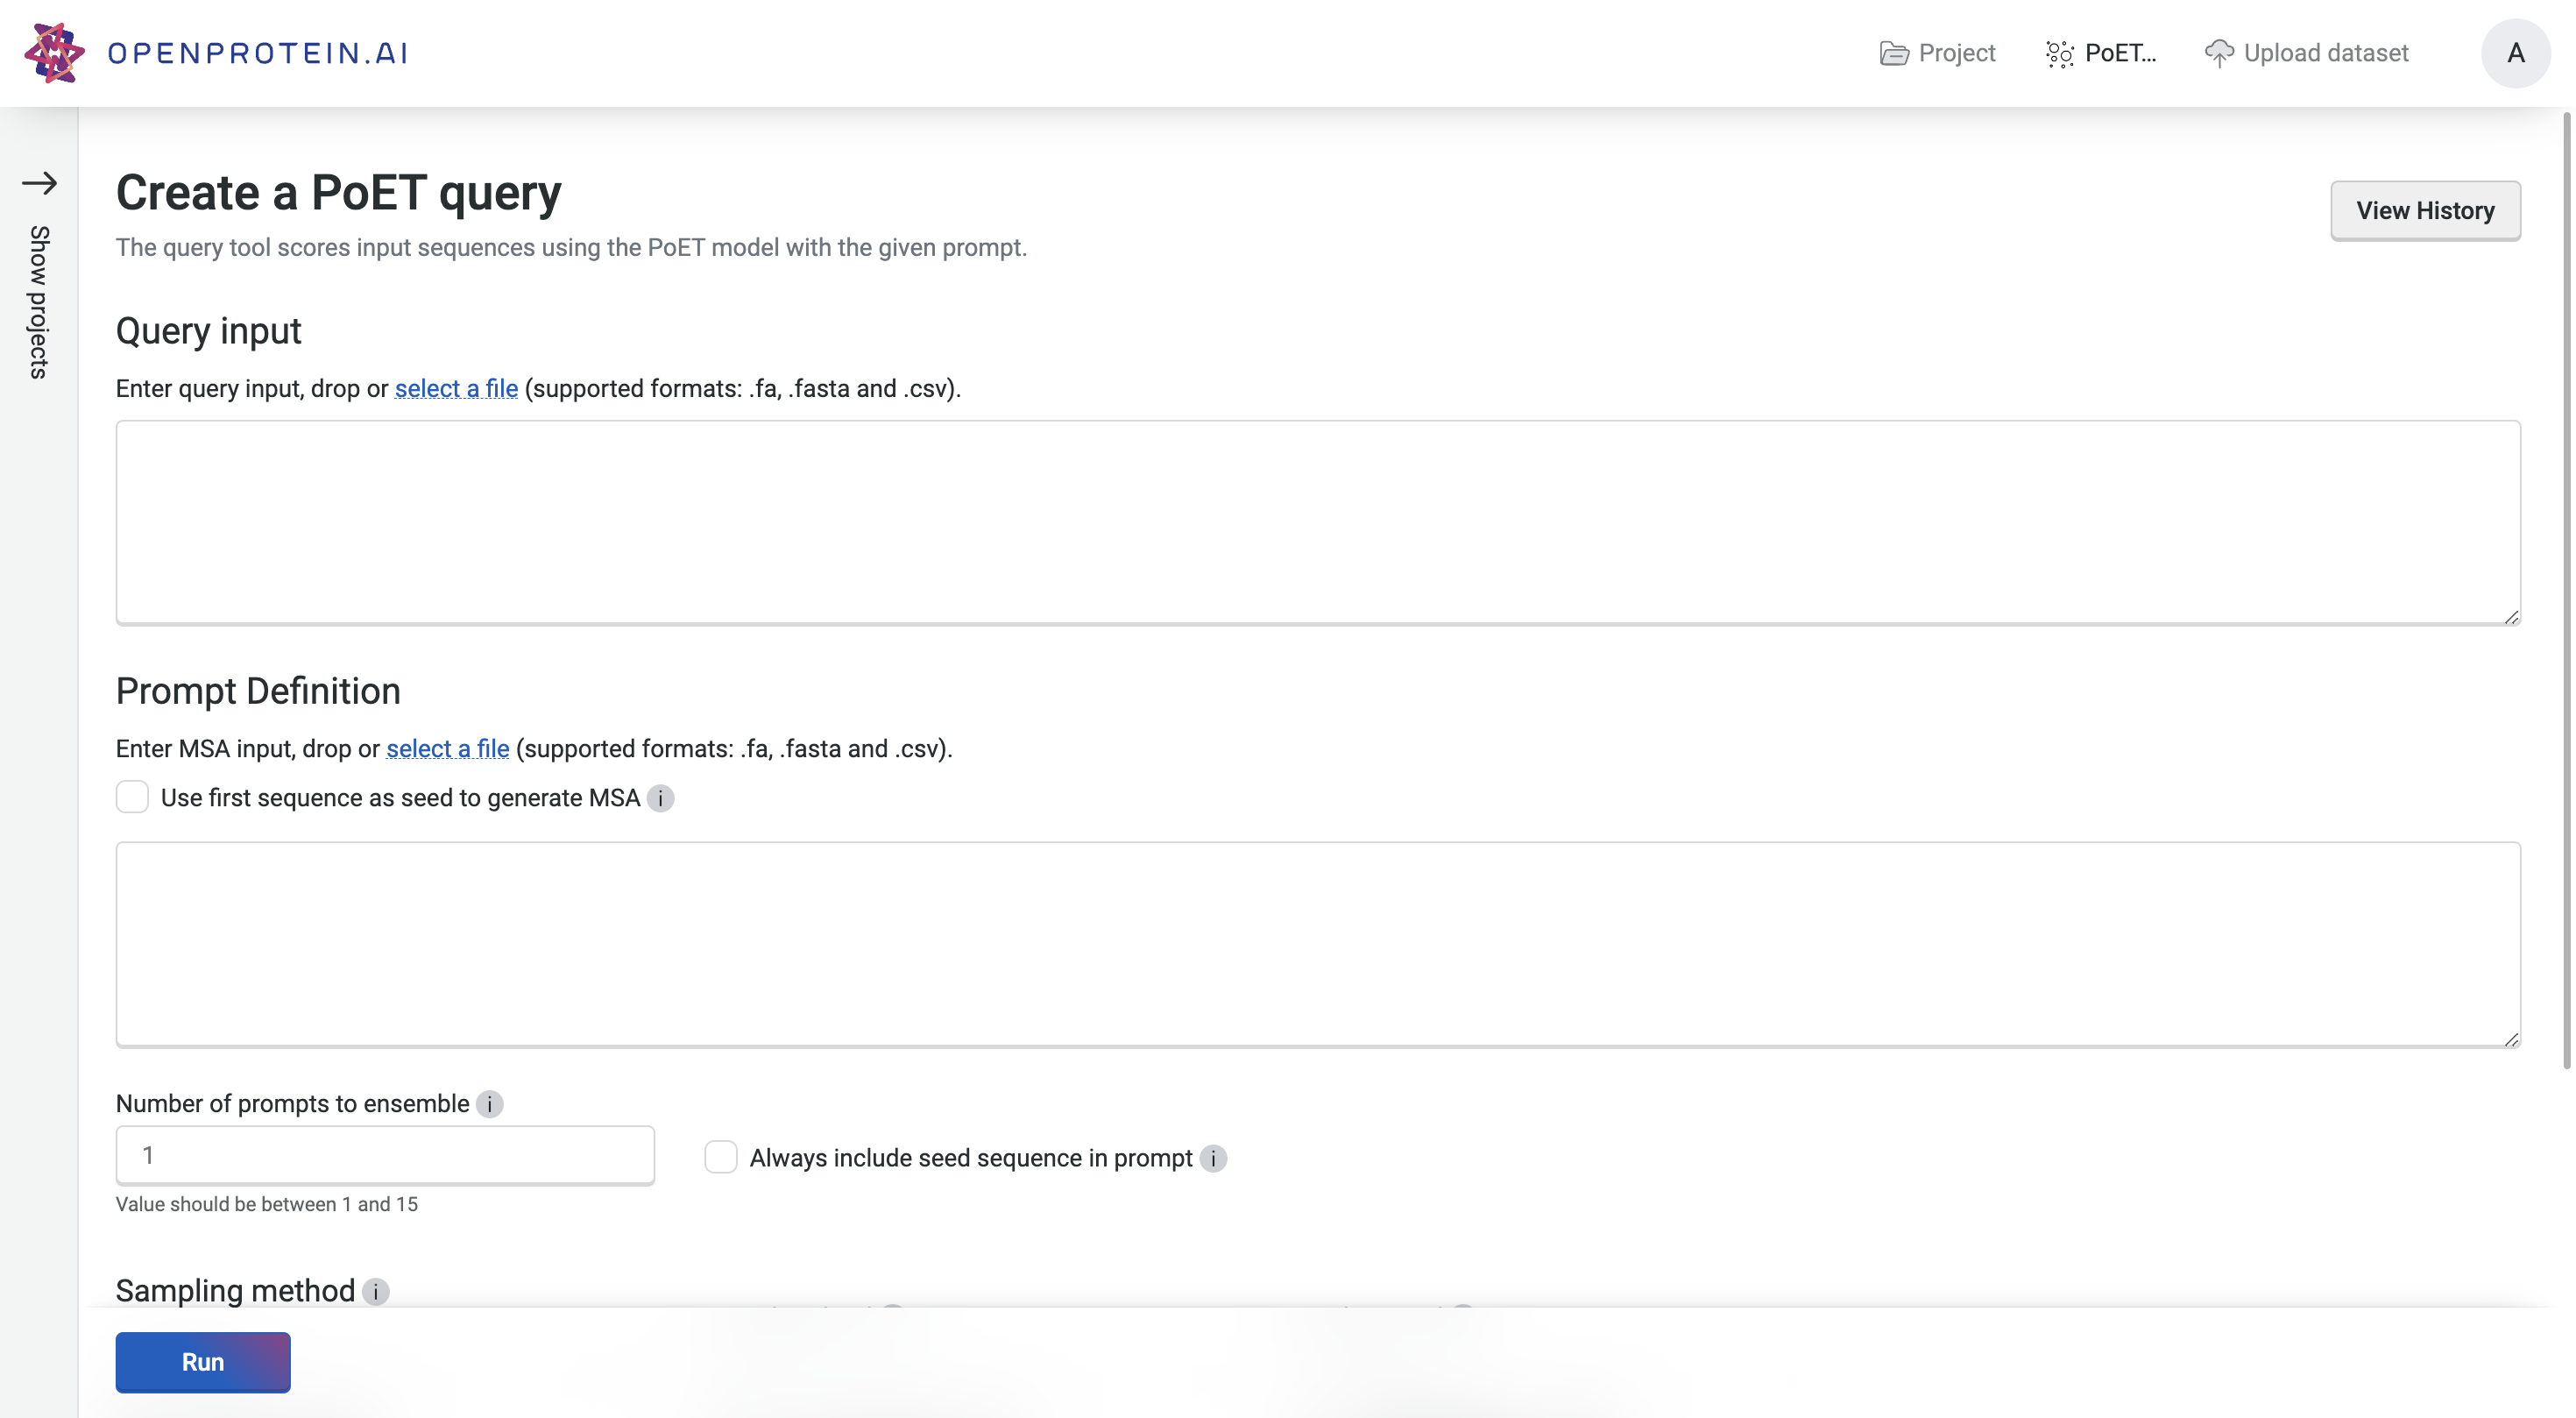 OPENPROTEIN.AI
Project
PoET...
Upload dataset
A
Show projects
Create a PoET query
View History
The query tool scores input sequences using the PoET model with the given prompt.
Query input
Enter query input, drop or select a file (supported formats: .fa, .fasta and .csv).
Prompt Definition
Enter MSA input, drop or select a file (supported formats: .fa, .fasta and .csv).
Use first sequence as seed to generate MSA i
Number of prompts to ensemble i
1
Always include seed sequence in prompt i
Value should be between 1 and 15
Sampling method i
Run